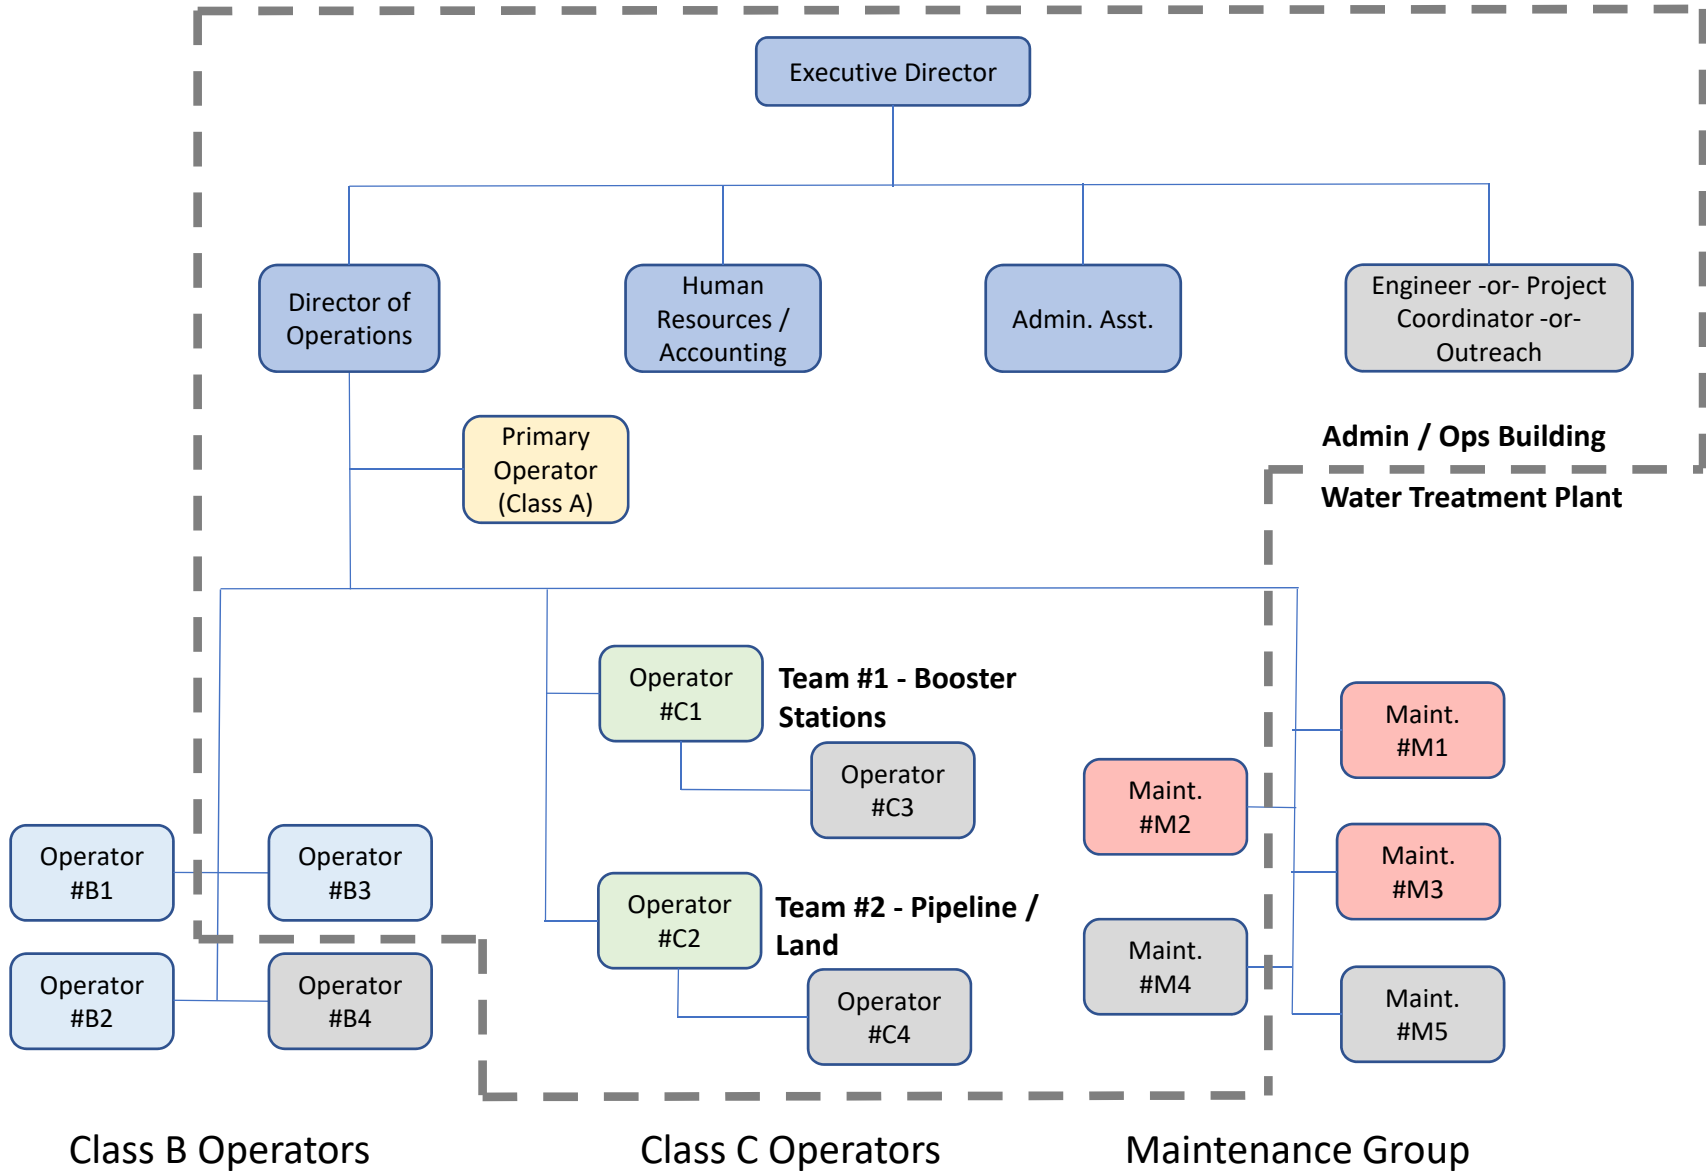 Executive Director
Director of
Operations
Human
Resources /
Accounting
Admin. Asst.
Engineer -or- Project
Coordinator -or-
Outreach
Primary
Operator
(Class A)
Admin / Ops Building
Water Treatment Plant
Operator
#C1
Team #1 - Booster
Stations
Operator
#C3
Operator
#C2
Team #2 - Pipeline /
Land
Operator
#C4
Operator
#B1
Operator
#B3
Operator
#B2
Operator
#B4
Maint.
#M1
Maint.
#M2
Maint.
#M3
Maint.
#M4
Maint.
#M5
Class B Operators
Class C Operators
Maintenance Group